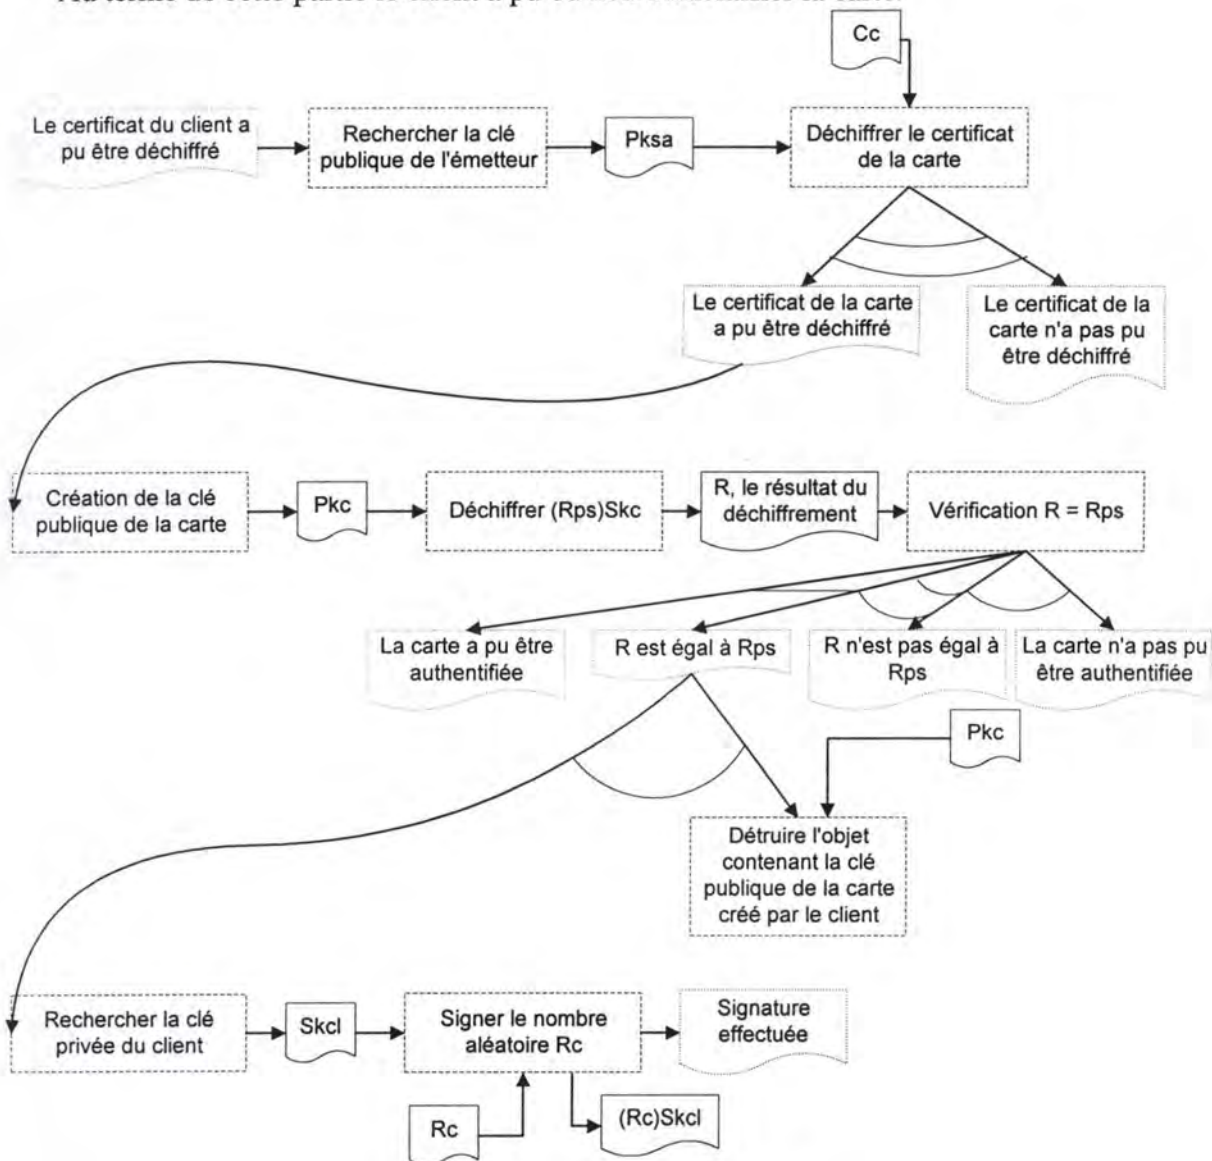 Cc
Le certificat du client a
pu être déchiffré
Rechercher la clé
publique de l'émetteur
Pksa
Déchiffrer le certificat
de la carte
Le certificat de la carte
a pu être déchiffré
Le certificat de la
carte n'a pas pu
être déchiffré
Création de la clé
publique de la carte
Pkc
Déchiffrer (Rps)Skc
R, le résultat du
déchiffrement
Vérification R = Rps
La carte a pu être
authentifiée
R est égal à Rps
R n'est pas égal à
Rps
La carte n'a pas pu
être authentifiée
Pkc
Détruire l'objet
contenant la clé
publique de la carte
créé par le client
Rechercher la clé
privée du client
Skcl
Signer le nombre
aléatoire Rc
Signature
effectuée
Rc
(Rc)Skcl